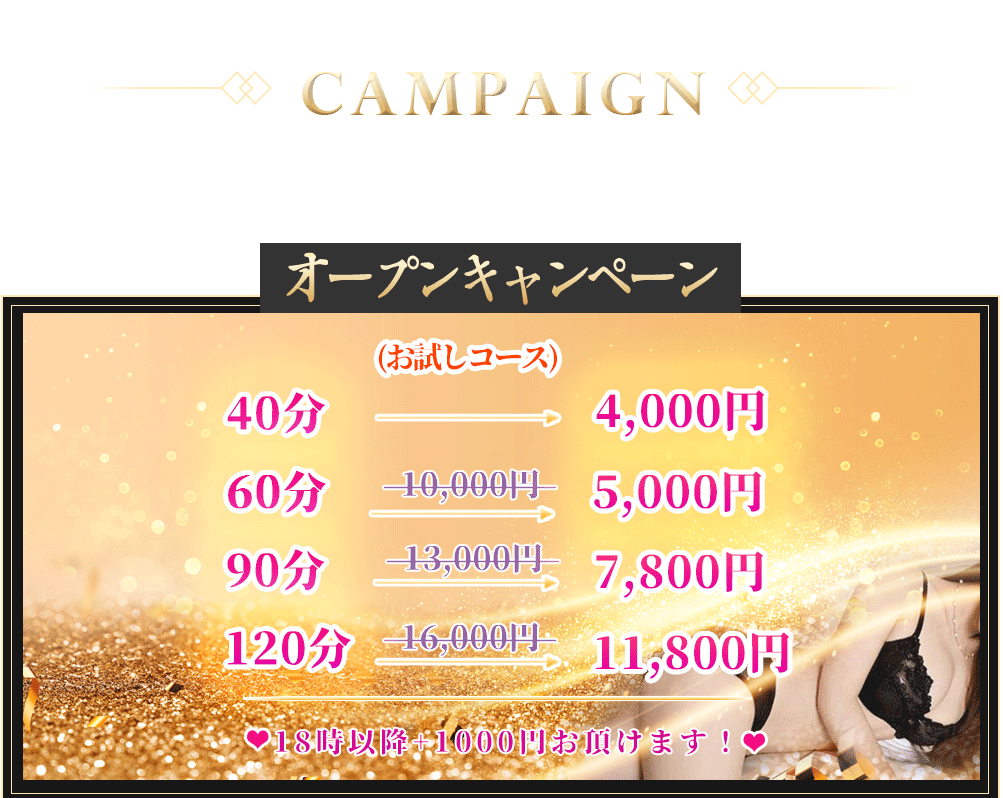 CAMPAIGN
オープンキャンペーン
(お試しコース)
40分 4,000円
60分 10,000円 5,000円
90分 13,000円 7,800円
120分 16,000円 11,800円
❤18時以降+1000円お頂けます！❤